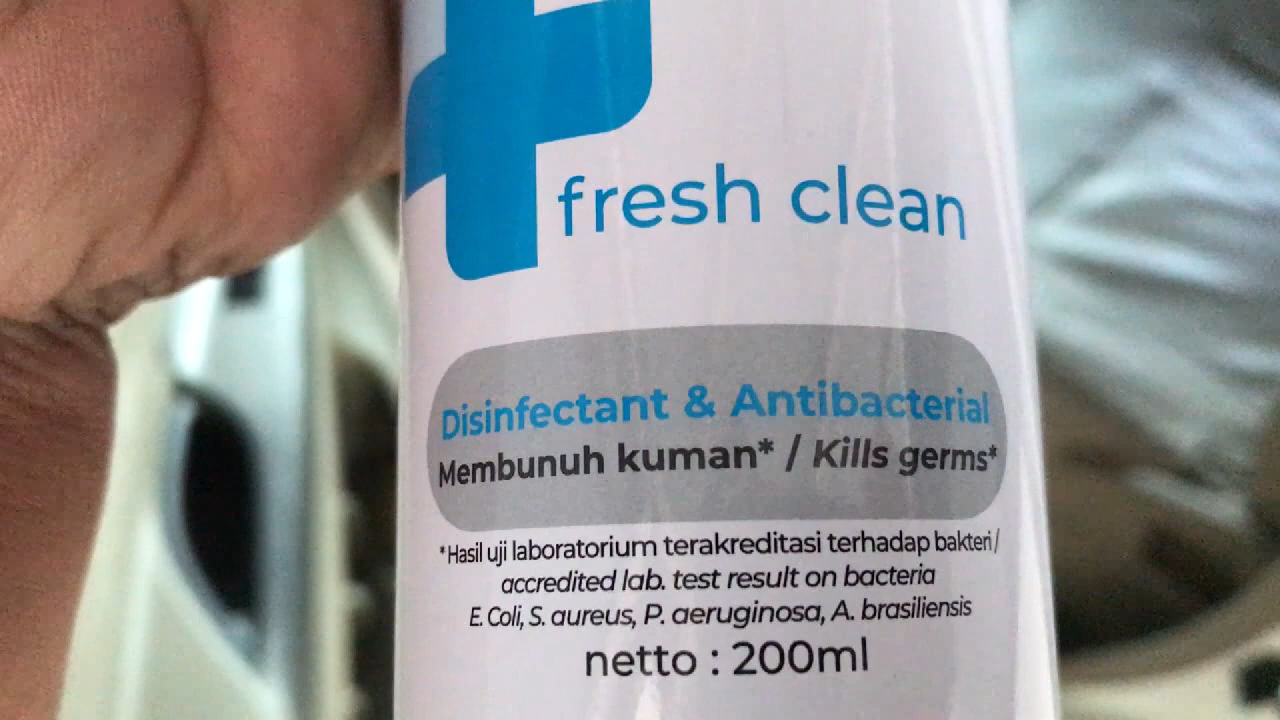 fresh clean
Disinfectant & Antibacterial
Membunuh kuman* / Kills germs*
*Hasil uji laboratorium terakreditasi terhadap bakteri /
accredited lab. test result on bacteria
E. Coli, S. aureus, P. aeruginosa, A. brasiliensis
netto : 200ml